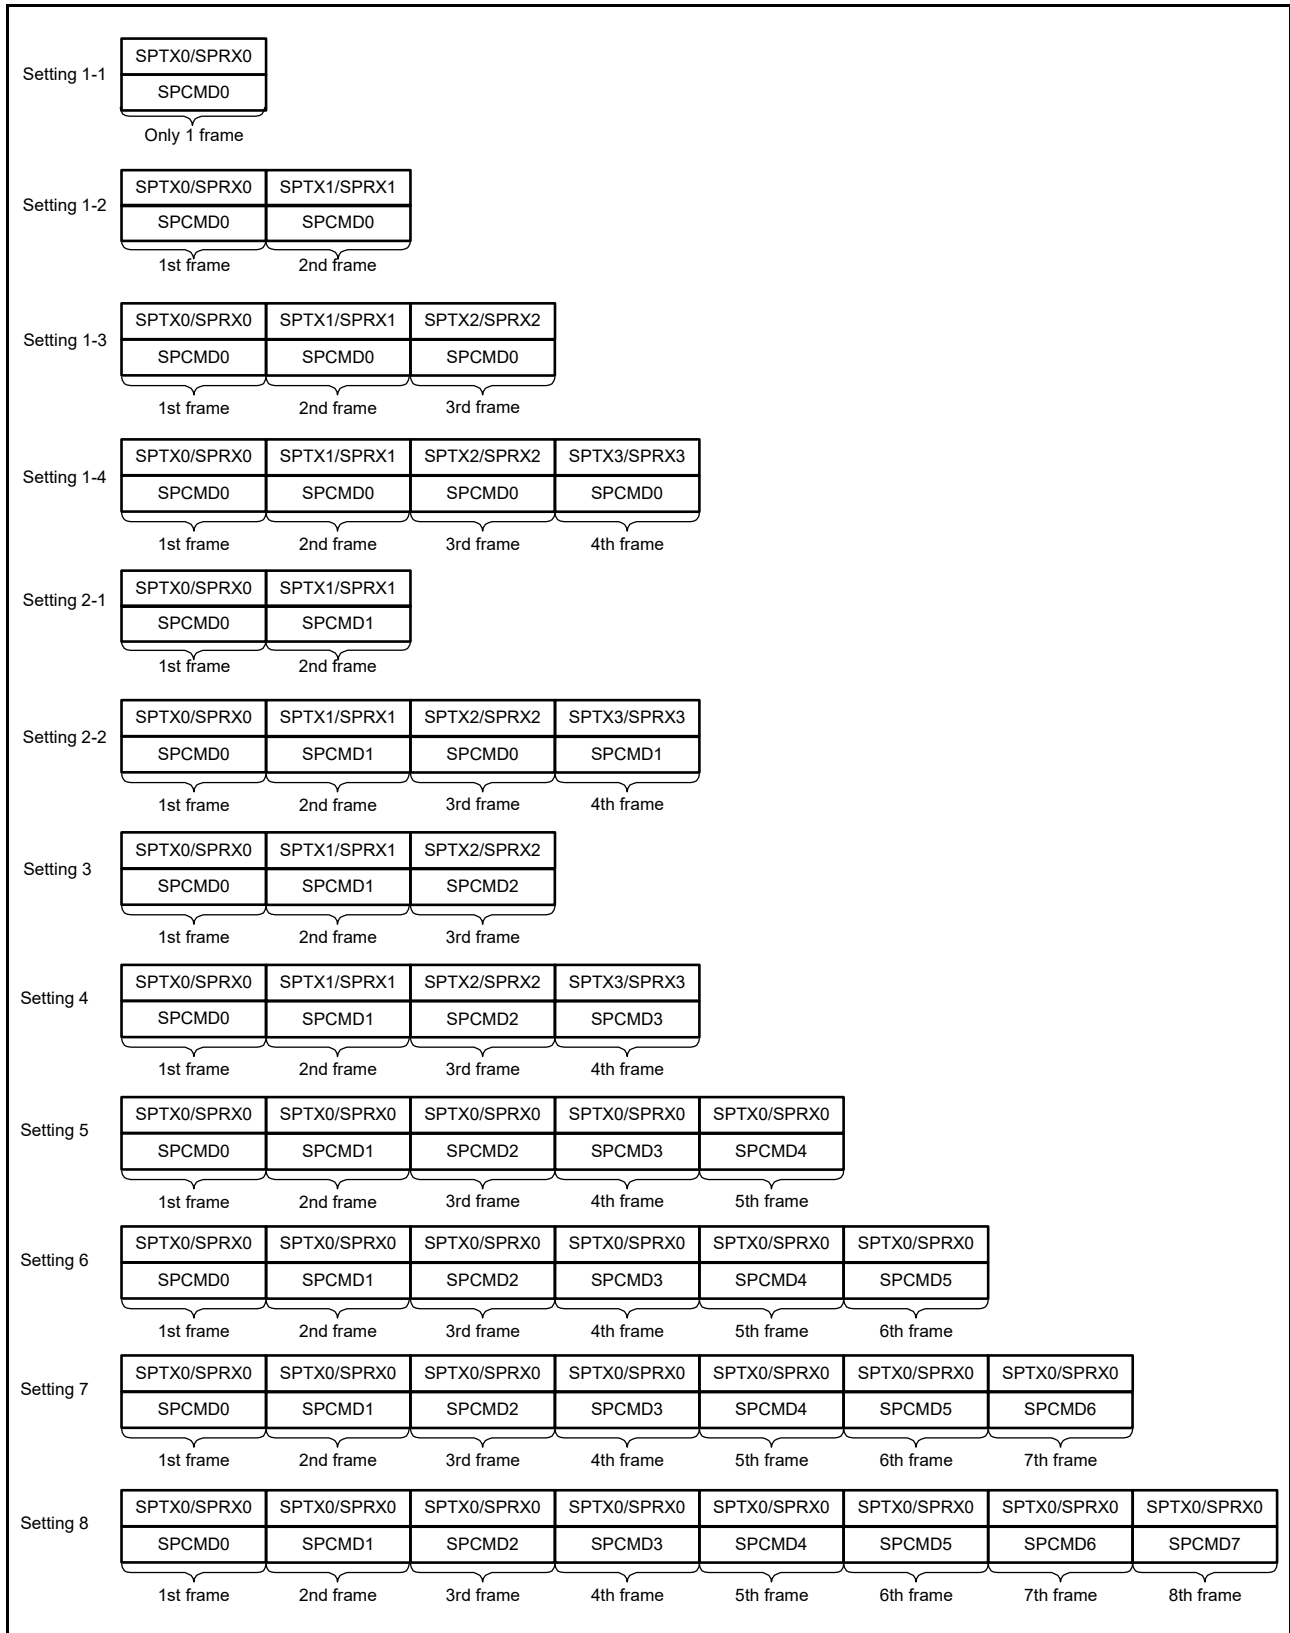 SPTX0/SPRX0
Setting 1-1
SPCMD0
Only 1 frame
SPTX0/SPRX0 SPTX1/SPRX1
Setting 1-2
SPCMD0 SPCMD0
1st frame 2nd frame
SPTX0/SPRX0 SPTX1/SPRX1 SPTX2/SPRX2
Setting 1-3
SPCMD0 SPCMD0 SPCMD0
1st frame 2nd frame 3rd frame
SPTX0/SPRX0 SPTX1/SPRX1 SPTX2/SPRX2 SPTX3/SPRX3
Setting 1-4
SPCMD0 SPCMD0 SPCMD0 SPCMD0
1st frame 2nd frame 3rd frame 4th frame
SPTX0/SPRX0 SPTX1/SPRX1
Setting 2-1
SPCMD0 SPCMD1
1st frame 2nd frame
SPTX0/SPRX0 SPTX1/SPRX1 SPTX2/SPRX2 SPTX3/SPRX3
Setting 2-2
SPCMD0 SPCMD1 SPCMD0 SPCMD1
1st frame 2nd frame 3rd frame 4th frame
SPTX0/SPRX0 SPTX1/SPRX1 SPTX2/SPRX2
Setting 3
SPCMD0 SPCMD1 SPCMD2
1st frame 2nd frame 3rd frame
SPTX0/SPRX0 SPTX1/SPRX1 SPTX2/SPRX2 SPTX3/SPRX3
Setting 4
SPCMD0 SPCMD1 SPCMD2 SPCMD3
1st frame 2nd frame 3rd frame 4th frame
SPTX0/SPRX0 SPTX0/SPRX0 SPTX0/SPRX0 SPTX0/SPRX0 SPTX0/SPRX0
Setting 5
SPCMD0 SPCMD1 SPCMD2 SPCMD3 SPCMD4
1st frame 2nd frame 3rd frame 4th frame 5th frame
SPTX0/SPRX0 SPTX0/SPRX0 SPTX0/SPRX0 SPTX0/SPRX0 SPTX0/SPRX0 SPTX0/SPRX0
Setting 6
SPCMD0 SPCMD1 SPCMD2 SPCMD3 SPCMD4 SPCMD5
1st frame 2nd frame 3rd frame 4th frame 5th frame 6th frame
SPTX0/SPRX0 SPTX0/SPRX0 SPTX0/SPRX0 SPTX0/SPRX0 SPTX0/SPRX0 SPTX0/SPRX0 SPTX0/SPRX0
Setting 7
SPCMD0 SPCMD1 SPCMD2 SPCMD3 SPCMD4 SPCMD5 SPCMD6
1st frame 2nd frame 3rd frame 4th frame 5th frame 6th frame 7th frame
SPTX0/SPRX0 SPTX0/SPRX0 SPTX0/SPRX0 SPTX0/SPRX0 SPTX0/SPRX0 SPTX0/SPRX0 SPTX0/SPRX0 SPTX0/SPRX0
Setting 8
SPCMD0 SPCMD1 SPCMD2 SPCMD3 SPCMD4 SPCMD5 SPCMD6 SPCMD7
1st frame 2nd frame 3rd frame 4th frame 5th frame 6th frame 7th frame 8th frame